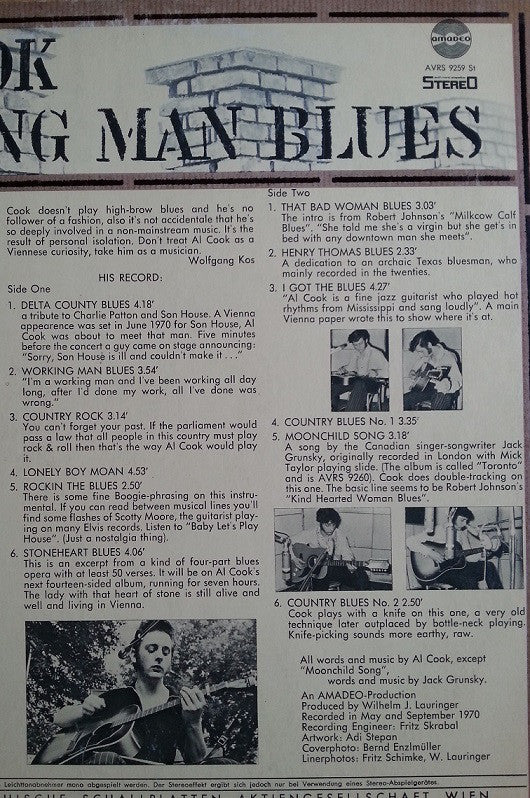 OK
NG MAN BLUES
amadeo
AVRS 9259 St
STEREO
Cook doesn't play high-brow blues and he's no
follower of a fashion, also it's not accidentale that he's
so deeply involved in a non-mainstream music. It's the
result of personal isolation. Don't treat Al Cook as a
Viennese curiosity, take him as a musician.
Wolfgang Kos
HIS RECORD:
Side One
1. DELTA COUNTY BLUES 4.18'
a tribute to Charlie Patton and Son House. A Vienna
appearence was set in June 1970 for Son House, Al
Cook was about to meet that man. Five minutes
before the concert a guy came on stage announcing:
"Sorry, Son House is ill and couldn't make it . . ."
2. WORKING MAN BLUES 3.54'
"I'm a working man and I've been working all day
long, after I'd done my work, all I've done was
wrong."
3. COUNTRY ROCK 3.14'
You can't forget your past. If the parliament would
pass a law that all people in this country must play
rock & roll then that's the way Al Cook would play
it.
4. LONELY BOY MOAN 4.53'
5. ROCKIN THE BLUES 2.50'
There is some fine Boogie-phrasing on this instru-
mental. If you can read between musical lines you'll
find some flashes of Scotty Moore, the guitarist play-
ing on many Elvis records. Listen to "Baby Let's Play
House". (Just a nostalgia thing).
6. STONEHEART BLUES 4.06'
This is an excerpt from a kind of four-part blues
opera with at least 50 verses. It will be on Al Cook's
next fourteen-sided album, running for seven hours.
The lady with that heart of stone is still alive and
well and living in Vienna.
Side Two
1. THAT BAD WOMAN BLUES 3.03'
The intro is from Robert Johnson's "Milkcow Calf
Blues". "She told me she's a virgin but she get's in
bed with any downtown man she meets".
2. HENRY THOMAS BLUES 2.33'
A dedication to an archaic Texas bluesman, who
mainly recorded in the twenties.
3. I GOT THE BLUES 4.27'
"Al Cook is a fine jazz guitarist who played hot
rhythms from Mississippi and sang loudly". A main
Vienna paper wrote this to show where it's at.
4. COUNTRY BLUES No. 1 3.35'
5. MOONCHILD SONG 3.18'
A song by the Canadian singer-songwriter Jack
Grunsky, originally recorded in London with Mick
Taylor playing slide. (The album is called "Toronto"
and is AVRS 9260). Cook does double-tracking on
this one. The basic line seems to be Robert Johnson's
"Kind Hearted Woman Blues".
6. COUNTRY BLUES No. 2 2.50'
Cook plays with a knife on this one, a very old
technique later outplaced by bottle-neck playing.
Knife-picking sounds more earthy, raw.
All words and music by Al Cook, except
"Moonchild Song",
words and music by Jack Grunsky.
An AMADEO-Production
Produced by Wilhelm J. Lauringer
Recorded in May and September 1970
Recording Engineer: Fritz Skrabal
Artwork: Adi Stepan
Coverphoto: Bernd Enzlmüller
Linerphotos: Fritz Schimke, W. Lauringer
Leichttonabnehmer mono abgespielt werden. Der Stereoeffekt ergibt sich jedoch nur bei Verwendung eines Stereo-Abspielgerätes.
SCHALLPLATTEN AKTIENGESELLSCHAFT WIEN